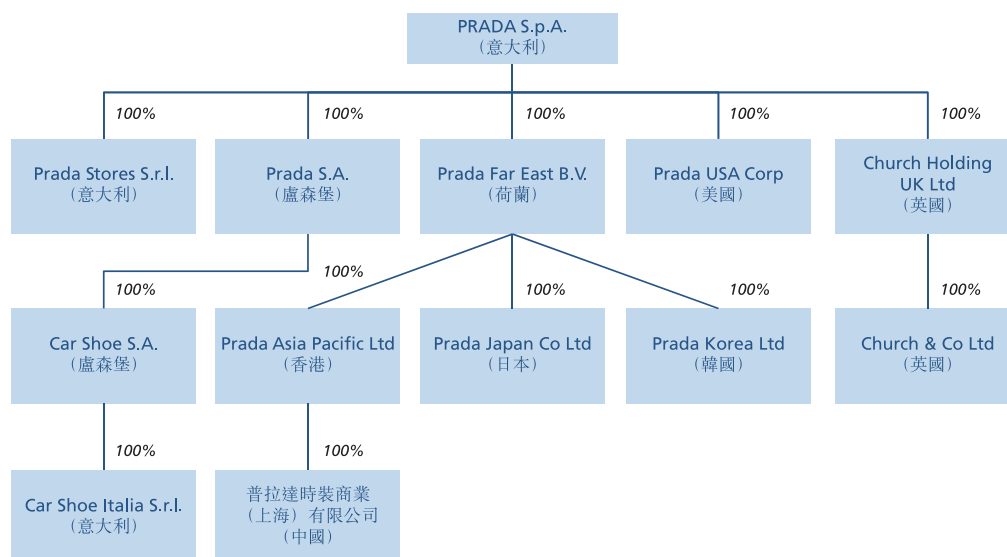 PRADA S.p.A.
（意大利）
100%
100%
100%
100%
100%
Prada Stores S.r.l.
（意大利）
Prada S.A.
（盧森堡）
Prada Far East B.V.
（荷蘭）
Prada USA Corp
（美國）
Church Holding
UK Ltd
（英國）
100%
100%
100%
100%
100%
Car Shoe S.A.
（盧森堡）
Prada Asia Pacific Ltd
（香港）
Prada Japan Co Ltd
（日本）
Prada Korea Ltd
（韓國）
Church & Co Ltd
（英國）
100%
100%
Car Shoe Italia S.r.l.
（意大利）
普拉達時裝商業
（上海）有限公司
（中國）